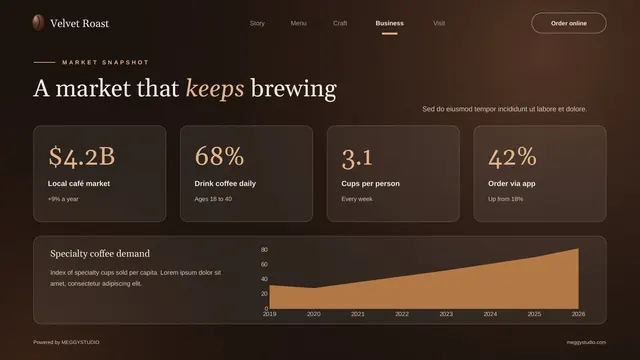 Velvet Roast
Story
Menu
Craft
Business
Visit
Order online
MARKET SNAPSHOT
A market that keeps brewing
Sed do eiusmod tempor incididunt ut labore et dolore.
$4.2B
Local café market
+9% a year
68%
Drink coffee daily
Ages 18 to 40
3.1
Cups per person
Every week
42%
Order via app
Up from 18%
Specialty coffee demand
Index of specialty cups sold per capita. Lorem ipsum dolor sit
amet, consectetur adipiscing elit.
80
60
40
20
0
2019
2020
2021
2022
2023
2024
2025
2026
Powered by MEGGYSTUDIO
meggystudio.com